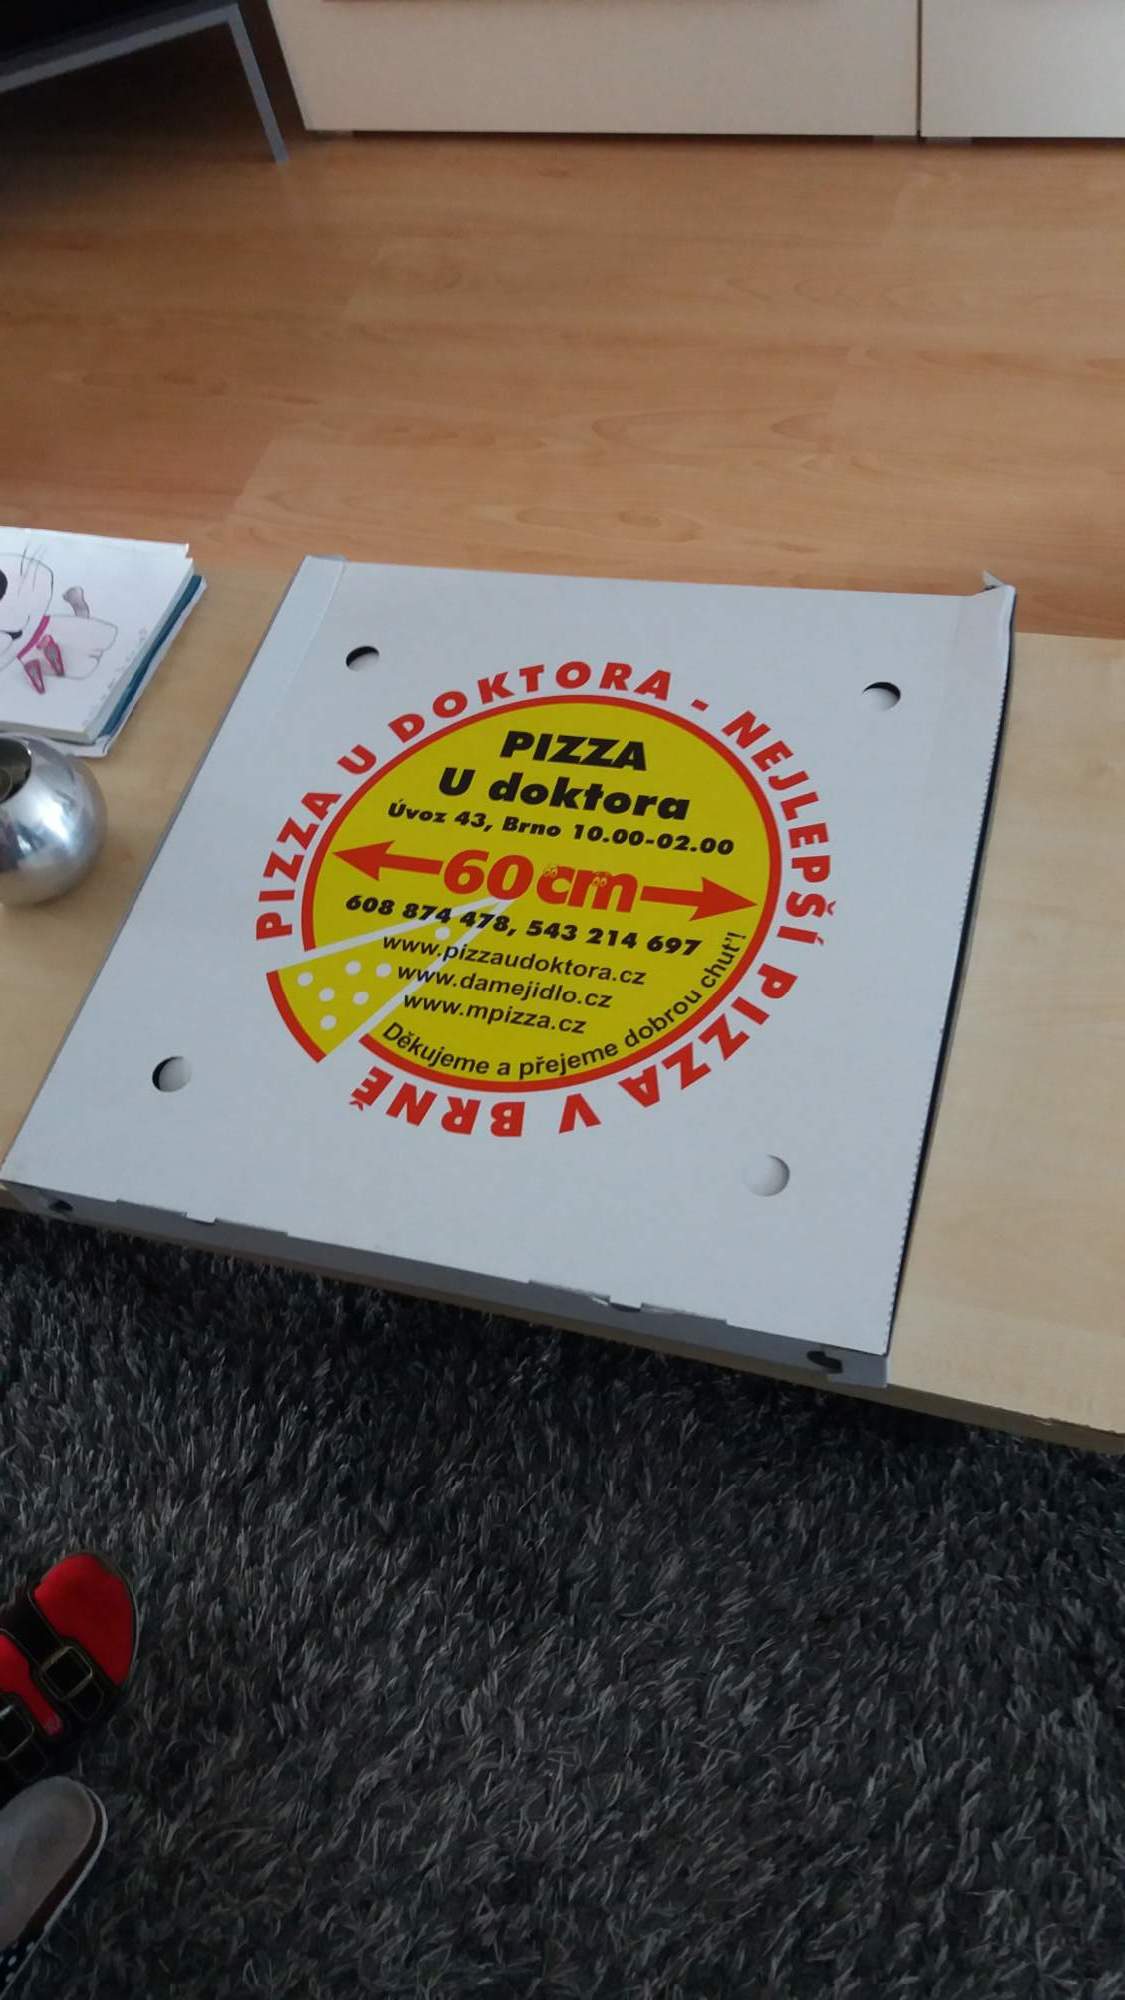 PIZZA U DOKTORA - NEJLEPŠÍ PIZZA V BRNĚ
PIZZA
U doktora
Úvoz 43, Brno 10.00-02.00
60cm
608 874 478, 543 214 697
www.pizzaudoktora.cz
www.damejidlo.cz
www.mpizza.cz
Děkujeme a přejeme dobrou chuť!